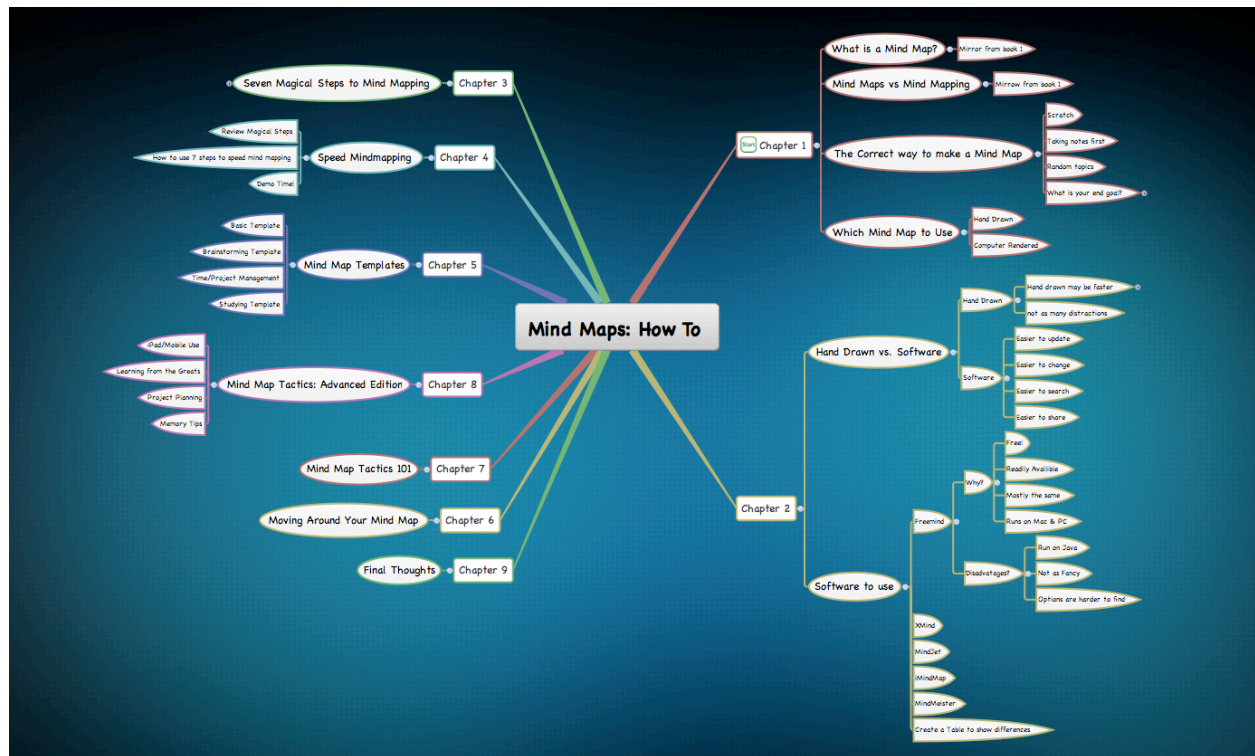 Mind Maps: How To
Start
Chapter 1
What is a Mind Map?
Mirror from book 1
Mind Maps vs Mind Mapping
Mirrow from book 1
The Correct way to make a Mind Map
Scratch
Taking notes first
Random topics
What is your end goal?
Which Mind Map to Use
Hand Drawn
Computer Rendered
Chapter 2
Hand Drawn vs. Software
Hand Drawn
Hand drawn may be faster
not as many distractions
Software
Easier to update
Easier to change
Easier to search
Easier to share
Software to use
Freemind
Why?
Free!
Readily Availible
Mostly the same
Runs on Mac & PC
Disadvatages?
Run on Java
Not as Fancy
Options are harder to find
XMind
MindJet
iMindMap
MindMeister
Create a Table to show differences
Chapter 3
Seven Magical Steps to Mind Mapping
Chapter 4
Speed Mindmapping
Review Magical Steps
How to use 7 steps to speed mind mapping
Demo Time!
Chapter 5
Mind Map Templates
Basic Template
Brainstorming Template
Time/Project Management
Studying Template
Chapter 8
Mind Map Tactics: Advanced Edition
iPad/Mobile Use
Learning from the Greats
Project Planning
Memory Tips
Chapter 7
Mind Map Tactics 101
Chapter 6
Moving Around Your Mind Map
Chapter 9
Final Thoughts